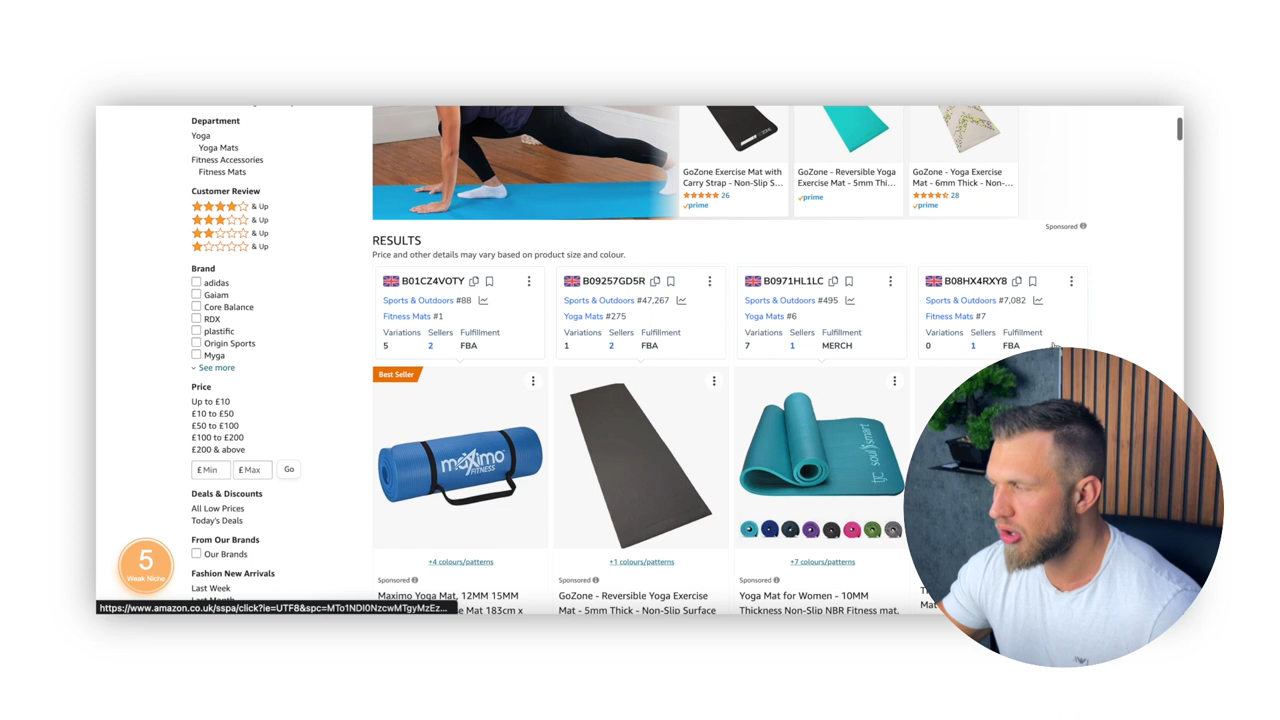 Department
Yoga
Yoga Mats
Fitness Accessories
Fitness Mats
Customer Review
& Up
& Up
& Up
& Up
Brand
adidas
Gaiam
Core Balance
RDX
plastific
Origin Sports
Myga
See more
Price
Up to £10
£10 to £50
£50 to £100
£100 to £200
£200 & above
£ Min
£ Max
Go
Deals & Discounts
All Low Prices
Today's Deals
From Our Brands
Our Brands
Fashion New Arrivals
Last Week
5
Weak Niche
https://www.amazon.co.uk/sspa/click?ie=UTF8&spc=MTo1NDI0NzcwMTgyMzEz...
GoZone Exercise Mat with
Carry Strap - Non-Slip S...
26
prime
GoZone - Reversible Yoga
Exercise Mat - 5mm Thi...
prime
GoZone - Yoga Exercise
Mat - 6mm Thick - Non-...
28
prime
Sponsored
RESULTS
Price and other details may vary based on product size and colour.
B01CZ4VOTY
Sports & Outdoors #88
Fitness Mats #1
Variations Sellers Fulfillment
5 2 FBA
B09257GD5R
Sports & Outdoors #47,267
Yoga Mats #275
Variations Sellers Fulfillment
1 2 FBA
B0971HL1LC
Sports & Outdoors #495
Yoga Mats #6
Variations Sellers Fulfillment
7 1 MERCH
B08HX4RXY8
Sports & Outdoors #7,082
Fitness Mats #7
Variations Sellers Fulfillment
0 1 FBA
Best Seller
maximo
FITNESS
+4 colours/patterns
Sponsored
Maximo Yoga Mat, 12MM 15MM
Mat 183cm x
+1 colours/patterns
Sponsored
GoZone - Reversible Yoga Exercise
Mat - 5mm Thick - Non-Slip Surface
tjc soulsmart
+7 colours/patterns
Sponsored
Yoga Mat for Women - 10MM
Thickness Non-Slip NBR Fitness mat.